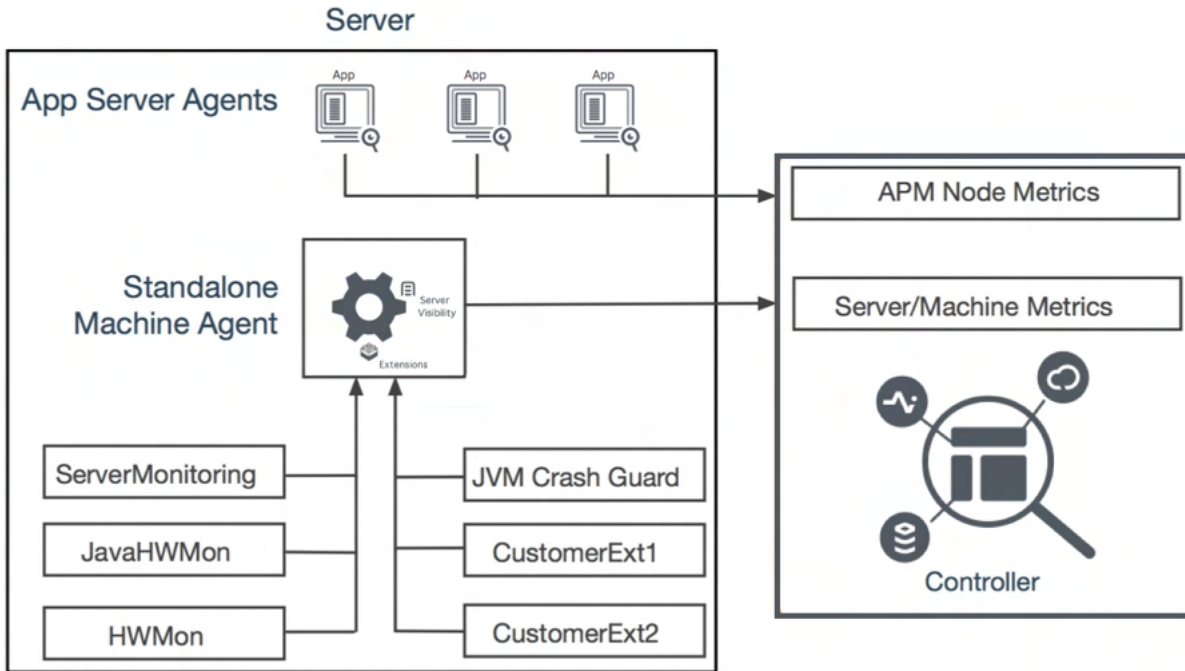 Server
App Server Agents
App
App
App
APM Node Metrics
Standalone
Machine Agent
Server
Visibility
Extensions
Server/Machine Metrics
ServerMonitoring
JavaHWMon
HWMon
JVM Crash Guard
CustomerExt1
CustomerExt2
Controller